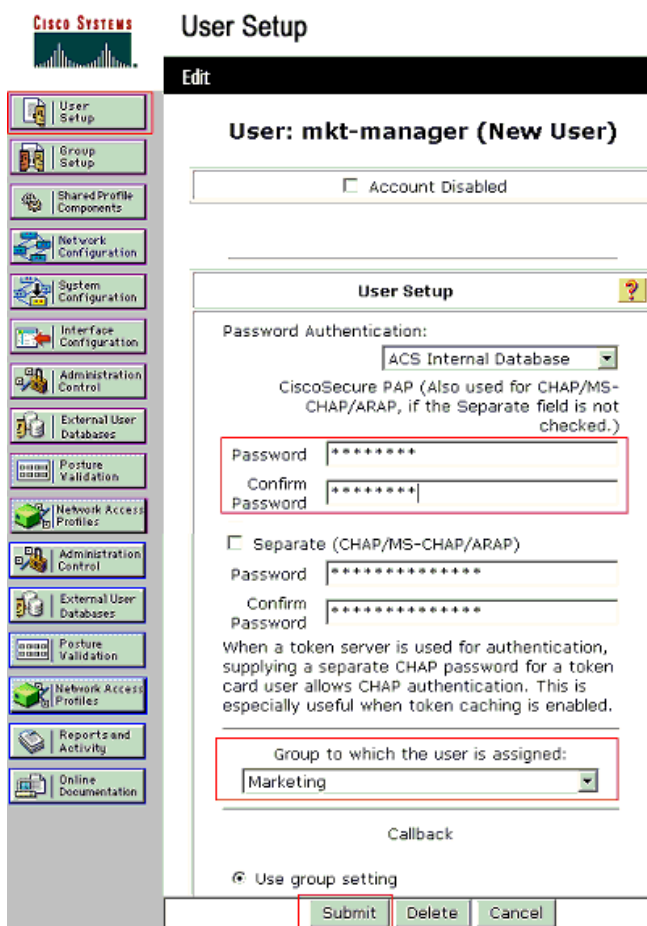 CISCO SYSTEMS
User Setup
Edit
User
Setup
Group
Setup
Shared Profile
Components
Network
Configuration
System
Configuration
Interface
Configuration
Administration
Control
External User
Databases
Posture
Validation
Network Access
Profiles
Administration
Control
External User
Databases
Posture
Validation
Network Access
Profiles
Reports and
Activity
Online
Documentation
User: mkt-manager (New User)
Account Disabled
User Setup
?
Password Authentication:
ACS Internal Database
CiscoSecure PAP (Also used for CHAP/MS-
CHAP/ARAP, if the Separate field is not
checked.)
Password ********
Confirm
Password ********
Separate (CHAP/MS-CHAP/ARAP)
Password **************
Confirm
Password **************
When a token server is used for authentication,
supplying a separate CHAP password for a token
card user allows CHAP authentication. This is
especially useful when token caching is enabled.
Group to which the user is assigned:
Marketing
Callback
Use group setting
Submit Delete Cancel